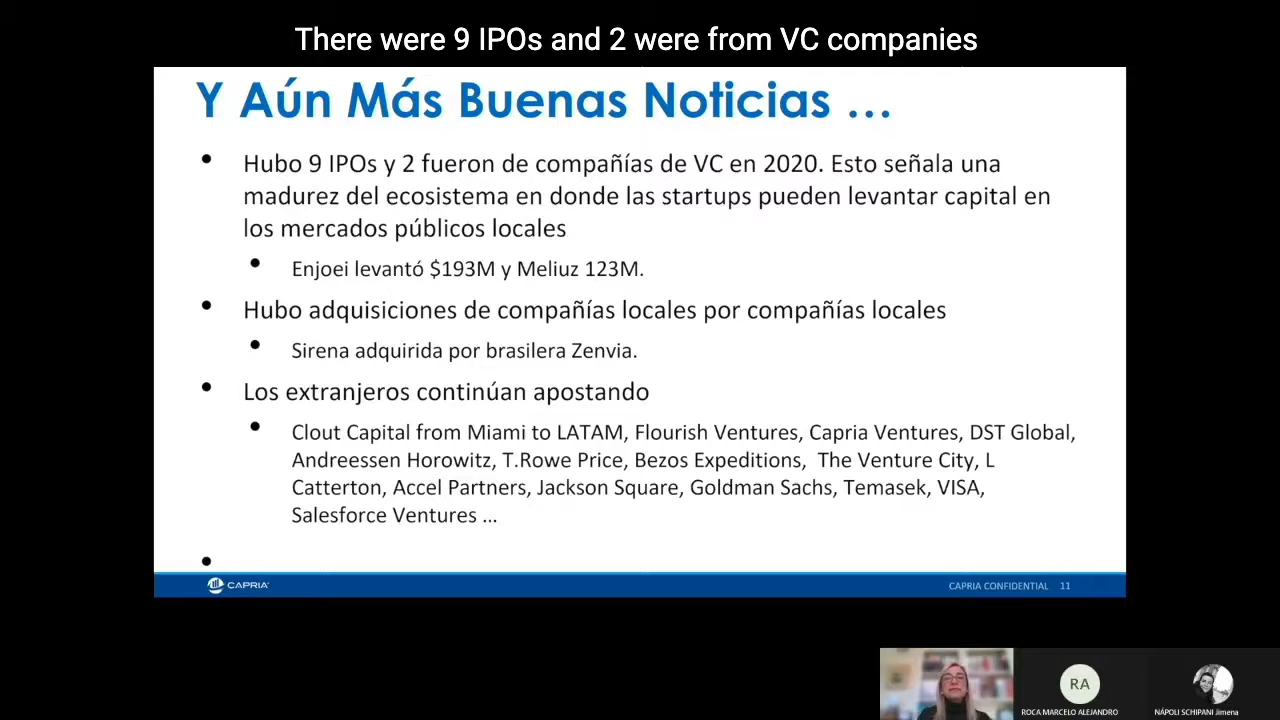 There were 9 IPOs and 2 were from VC companies
Y Aún Más Buenas Noticias ...
• Hubo 9 IPOs y 2 fueron de compañías de VC en 2020. Esto señala una
madurez del ecosistema en donde las startups pueden levantar capital en
los mercados públicos locales
• Enjoei levantó $193M y Meliuz 123M.
• Hubo adquisiciones de compañías locales por compañías locales
• Sirena adquirida por brasilera Zenvia.
• Los extranjeros continúan apostando
• Clout Capital from Miami to LATAM, Flourish Ventures, Capria Ventures, DST Global,
Andreessen Horowitz, T.Rowe Price, Bezos Expeditions, The Venture City, L
Catterton, Accel Partners, Jackson Square, Goldman Sachs, Temasek, VISA,
Salesforce Ventures ...
•
CAPRIA
CAPRIA CONFIDENTIAL 11
RA
ROCA MARCELO ALEJANDRO
NÁPOLI SCHIPANI Jimena